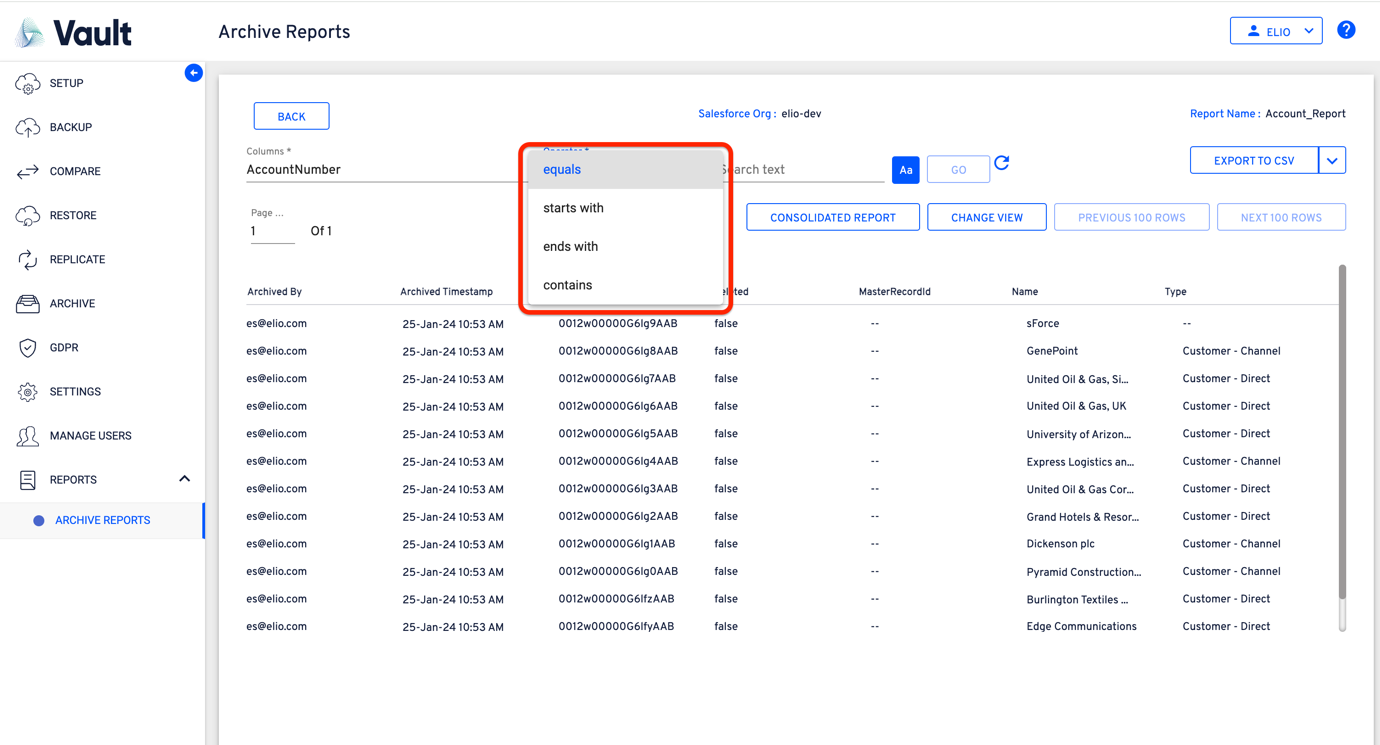 Vault
Archive Reports
ELIO
?
SETUP
BACKUP
COMPARE
RESTORE
REPLICATE
ARCHIVE
GDPR
SETTINGS
MANAGE USERS
REPORTS
ARCHIVE REPORTS
BACK
Salesforce Org : elio-dev
Report Name : Account_Report
Columns *
AccountNumber
equals
starts with
ends with
contains
text
Aa
GO
EXPORT TO CSV
Page ...
1 Of 1
CONSOLIDATED REPORT
CHANGE VIEW
PREVIOUS 100 ROWS
NEXT 100 ROWS
Archived By Archived Timestamp MasterRecordId Name Type
es@elio.com 25-Jan-24 10:53 AM 0012w00000G6Ig9AAB false -- sForce --
es@elio.com 25-Jan-24 10:53 AM 0012w00000G6Ig8AAB false -- GenePoint Customer - Channel
es@elio.com 25-Jan-24 10:53 AM 0012w00000G6Ig7AAB false -- United Oil & Gas, Si... Customer - Direct
es@elio.com 25-Jan-24 10:53 AM 0012w00000G6Ig6AAB false -- United Oil & Gas, UK Customer - Direct
es@elio.com 25-Jan-24 10:53 AM 0012w00000G6Ig5AAB false -- University of Arizon... Customer - Direct
es@elio.com 25-Jan-24 10:53 AM 0012w00000G6Ig4AAB false -- Express Logistics an... Customer - Channel
es@elio.com 25-Jan-24 10:53 AM 0012w00000G6Ig3AAB false -- United Oil & Gas Cor... Customer - Direct
es@elio.com 25-Jan-24 10:53 AM 0012w00000G6Ig2AAB false -- Grand Hotels & Resor... Customer - Direct
es@elio.com 25-Jan-24 10:53 AM 0012w00000G6Ig1AAB false -- Dickenson plc Customer - Channel
es@elio.com 25-Jan-24 10:53 AM 0012w00000G6Ig0AAB false -- Pyramid Construction... Customer - Channel
es@elio.com 25-Jan-24 10:53 AM 0012w00000G6IfzAAB false -- Burlington Textiles ... Customer - Direct
es@elio.com 25-Jan-24 10:53 AM 0012w00000G6IfyAAB false -- Edge Communications Customer - Direct